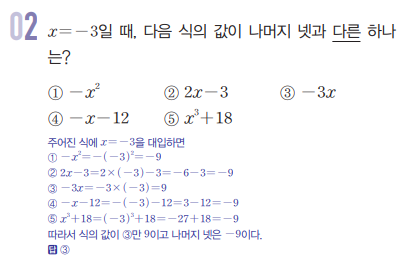 02 x=−3일 때, 다음 식의 값이 나머지 넷과 다른 하나
는?
① −x² ② 2x−3 ③ −3x
④ −x−12 ⑤ x³+18
주어진 식에 x=−3을 대입하면
① −x²=−(−3)²=−9
② 2x−3=2×(−3)−3=−6−3=−9
③ −3x=−3×(−3)=9
④ −x−12=−(−3)−12=3−12=−9
⑤ x³+18=(−3)³+18=−27+18=−9
따라서 식의 값이 ③만 9이고 나머지 넷은 −9이다.
답 ③